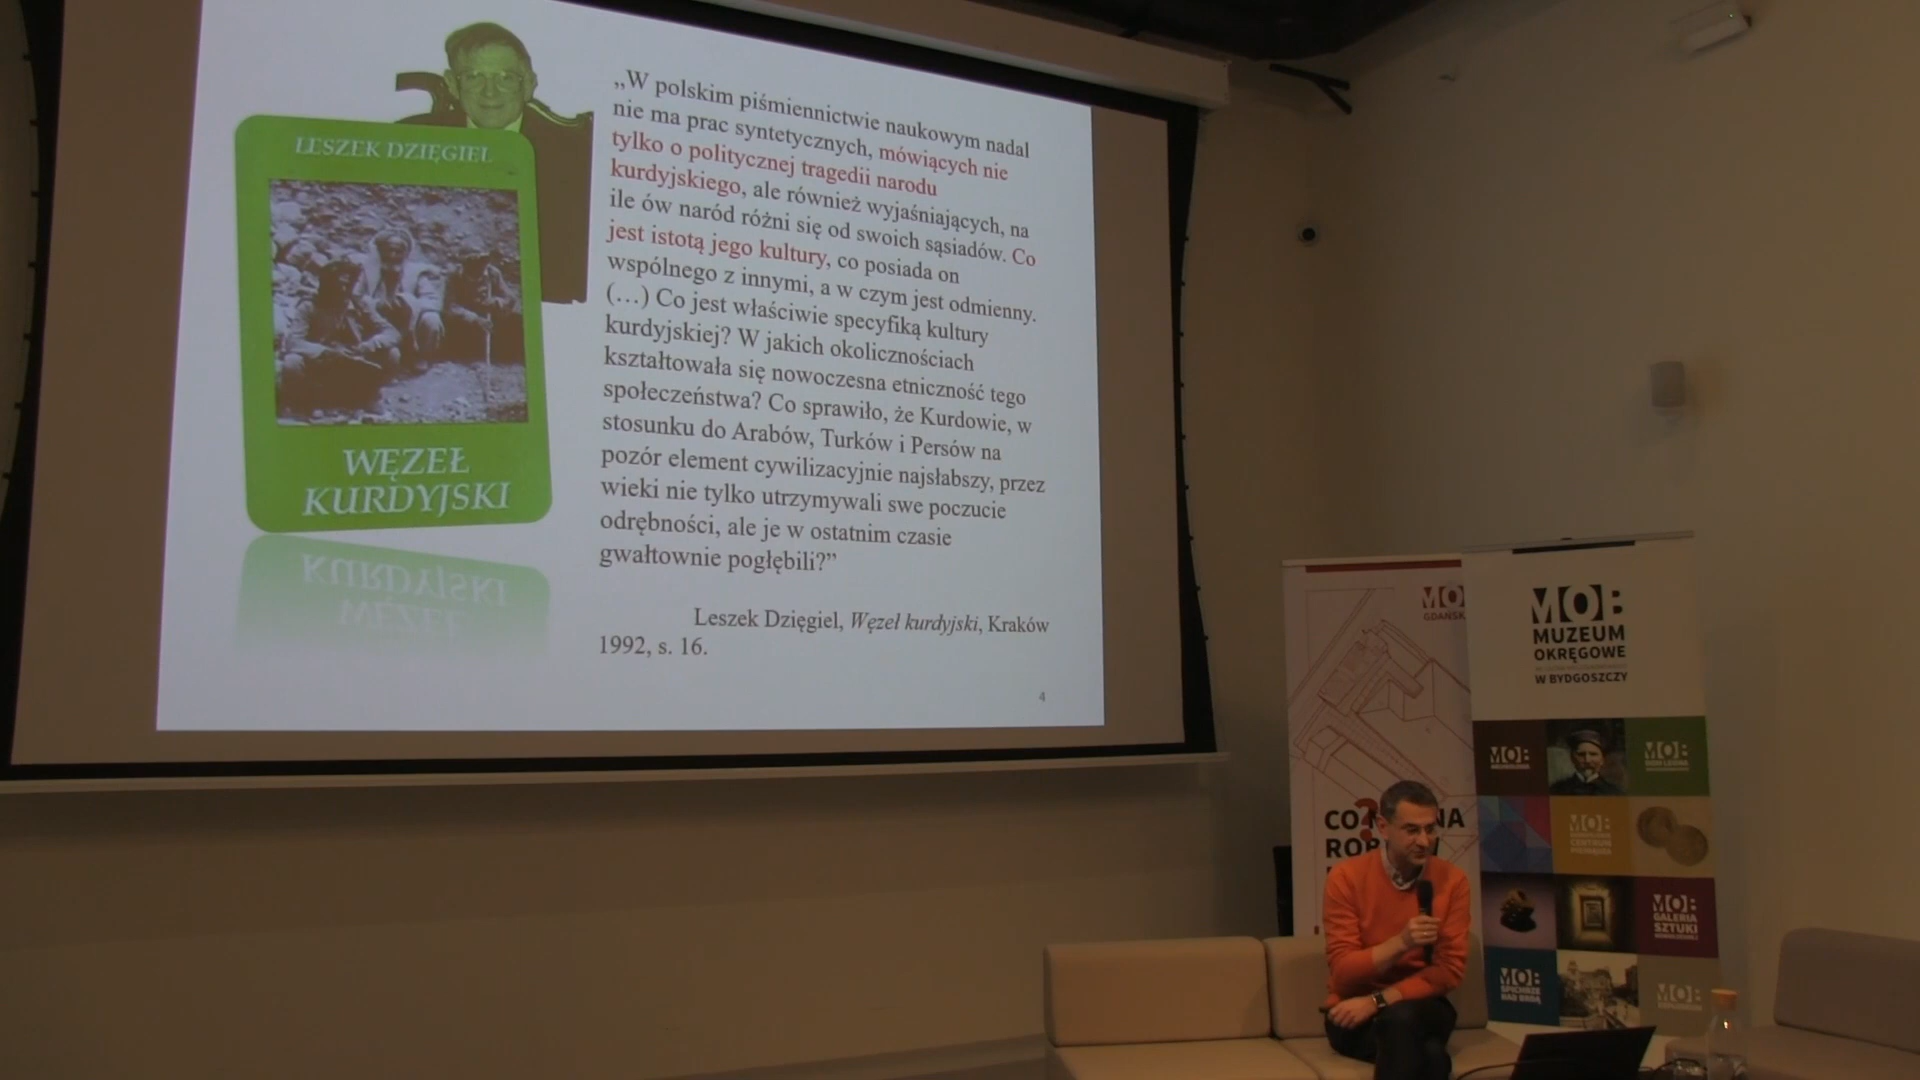 LESZEK DZIĘGIEL
WĘZEŁ
KURDYJSKI
„W polskim piśmiennictwie naukowym nadal
nie ma prac syntetycznych, mówiących nie
tylko o politycznej tragedii narodu
kurdyjskiego, ale również wyjaśniających, na
ile ów naród różni się od swoich sąsiadów. Co
jest istotą jego kultury, co posiada on
wspólnego z innymi, a w czym jest odmienny.
(…) Co jest właściwie specyfiką kultury
kurdyjskiej? W jakich okolicznościach
kształtowała się nowoczesna etniczność tego
społeczeństwa? Co sprawiło, że Kurdowie, w
stosunku do Arabów, Turków i Persów na
pozór element cywilizacyjnie najsłabszy, przez
wieki nie tylko utrzymywali swe poczucie
odrębności, ale je w ostatnim czasie
gwałtownie pogłębili?”
Leszek Dzięgiel, Węzeł kurdyjski, Kraków
1992, s. 16.
4
GDAŃSK
CO
MOB
MUZEUM
OKRĘGOWE
W BYDGOSZCZY
MOB
MOB
MOB
MOB
GALERIA
SZTUKI
MOB
SPICHRZE
NAD BRDĄ
MOB